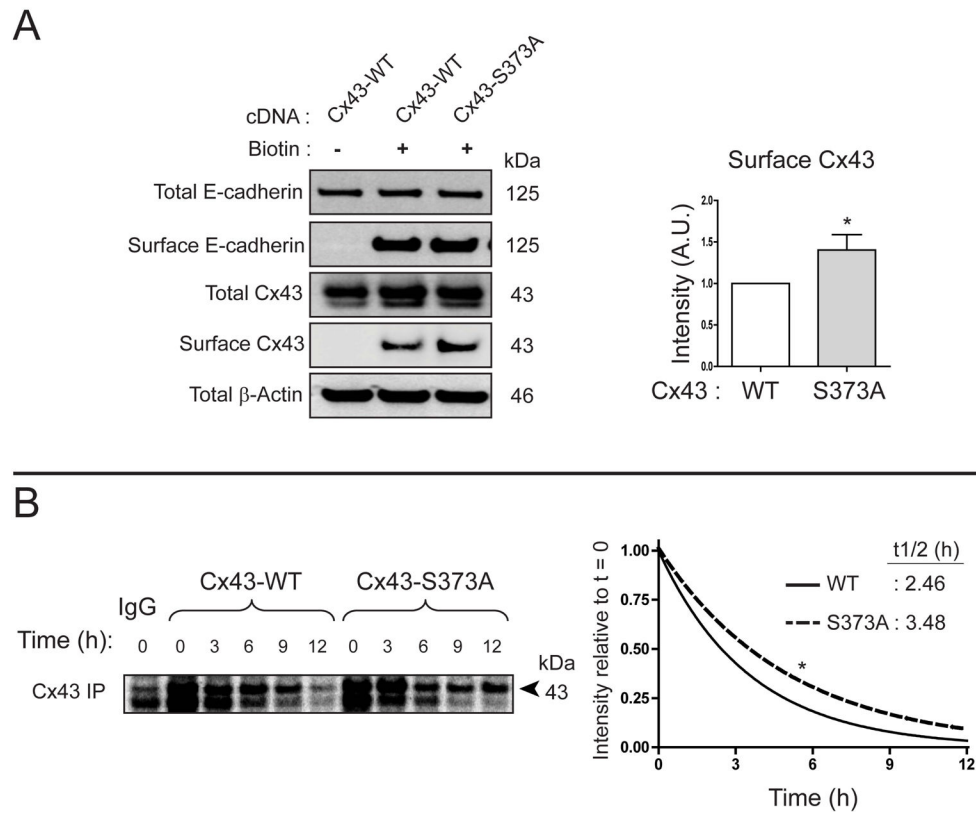 A
cDNA : Cx43-WT Cx43-WT Cx43-S373A
Biotin : - + +
kDa
Total E-cadherin 125
Surface E-cadherin 125
Total Cx43 43
Surface Cx43 43
Total β-Actin 46
Surface Cx43
Intensity (A.U.)
2.0
1.5
1.0
0.5
0.0
*
Cx43 : WT S373A
B
IgG Cx43-WT Cx43-S373A
Time (h): 0 0 3 6 9 12 0 3 6 9 12
kDa
Cx43 IP 43
Intensity relative to t = 0
1.00
0.75
0.50
0.25
0.00
t1/2 (h)
WT : 2.46
S373A : 3.48
*
0 3 6 9 12
Time (h)